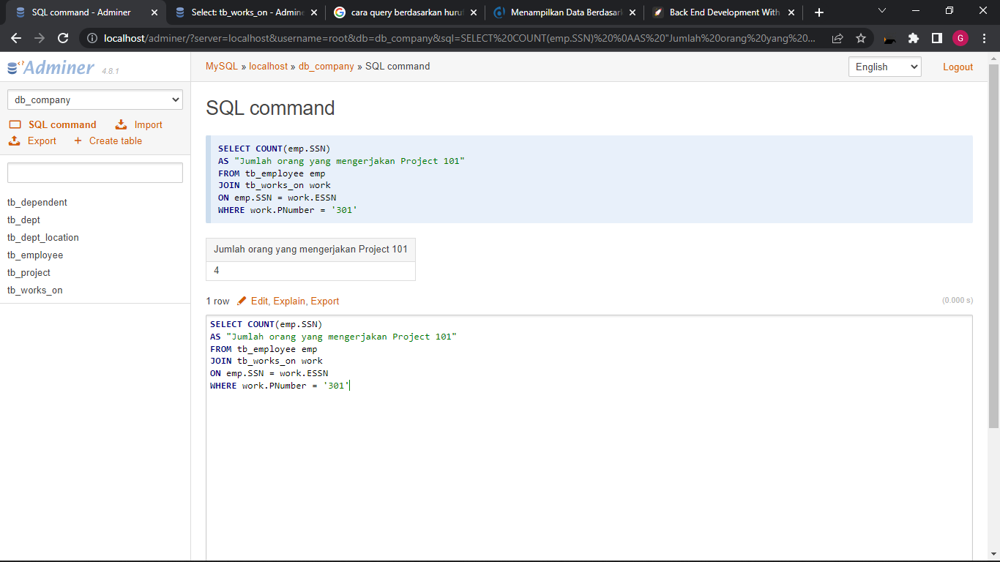 SQL command - Adminer
Select: tb_works_on - Admine
cara query berdasarkan huru
Menampilkan Data Berdasar
Back End Development With
localhost/adminer/?server=localhost&username=root&db=db_company&sql=SELECT%20COUNT(emp.SSN)%20%0AAS%20"Jumlah%20orang%20yang%20...
G
Adminer 4.8.1
MySQL » localhost » db_company » SQL command
English
Logout
db_company
SQL command
Import
Export
Create table
tb_dependent
tb_dept
tb_dept_location
tb_employee
tb_project
tb_works_on
SQL command
SELECT COUNT(emp.SSN)
AS "Jumlah orang yang mengerjakan Project 101"
FROM tb_employee emp
JOIN tb_works_on work
ON emp.SSN = work.ESSN
WHERE work.PNumber = '301'
Jumlah orang yang mengerjakan Project 101
4
1 row Edit, Explain, Export
(0.000 s)
SELECT COUNT(emp.SSN)
AS "Jumlah orang yang mengerjakan Project 101"
FROM tb_employee emp
JOIN tb_works_on work
ON emp.SSN = work.ESSN
WHERE work.PNumber = '301'